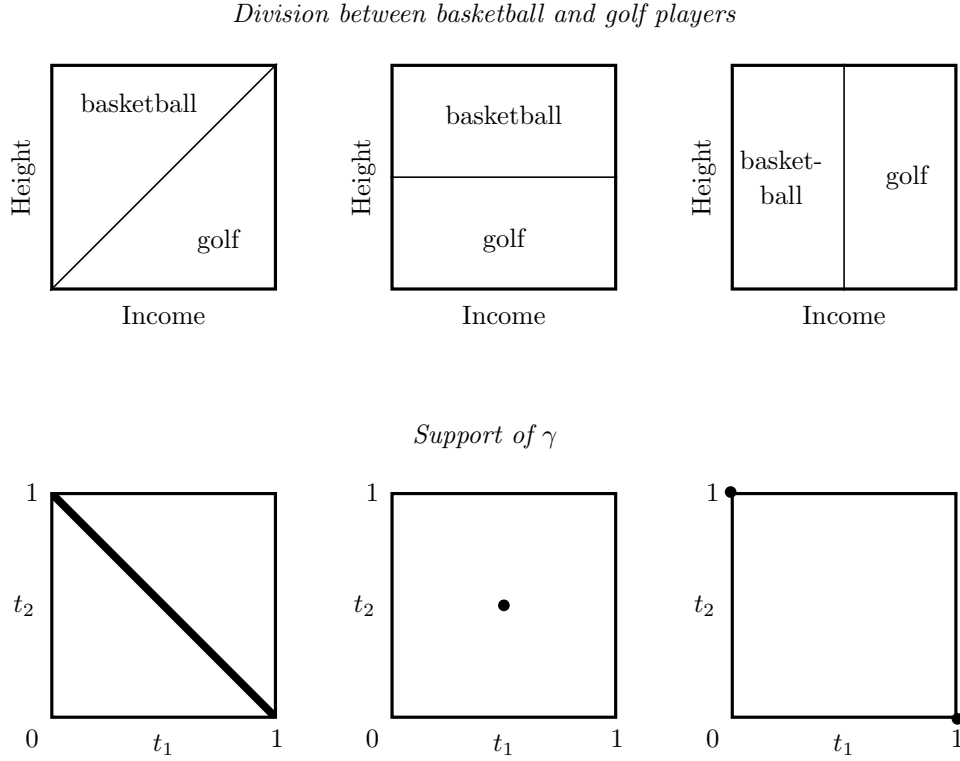 Division between basketball and golf players
basketball
golf
Height
Income
basketball
golf
Height
Income
basket-
ball
golf
Height
Income
Support of γ
1
t₂
0
t₁
1
1
t₂
0
t₁
1
1
t₂
0
t₁
1